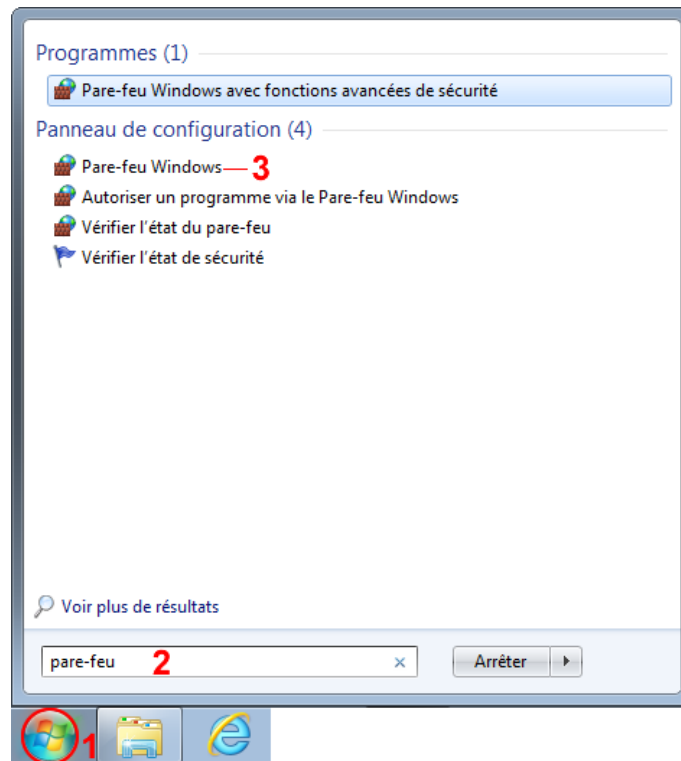 Programmes (1)
Pare-feu Windows avec fonctions avancées de sécurité
Panneau de configuration (4)
Pare-feu Windows 3
Autoriser un programme via le Pare-feu Windows
Vérifier l'état du pare-feu
Vérifier l'état de sécurité
Voir plus de résultats
pare-feu 2 Arrêter
1